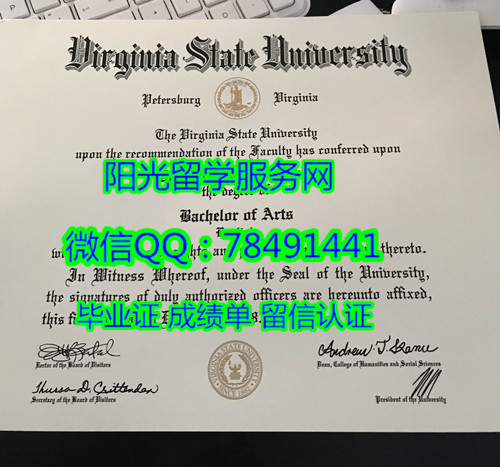 Virginia State University
Petersburg Virginia
The Virginia State University
upon the recommendation of the Faculty has conferred upon
阳光留学服务网
the degree of
Bachelor of Arts
微信QQ：78491441
thereto.
In Witness Whereof, under the Seal of the University,
the signatures of duly authorized officers are hereunto affixed,
this
毕业证 成绩单 留信认证
Rector of the Board of Visitors
Dean, College of Humanities and Social Sciences
Secretary of the Board of Visitors
President of the University